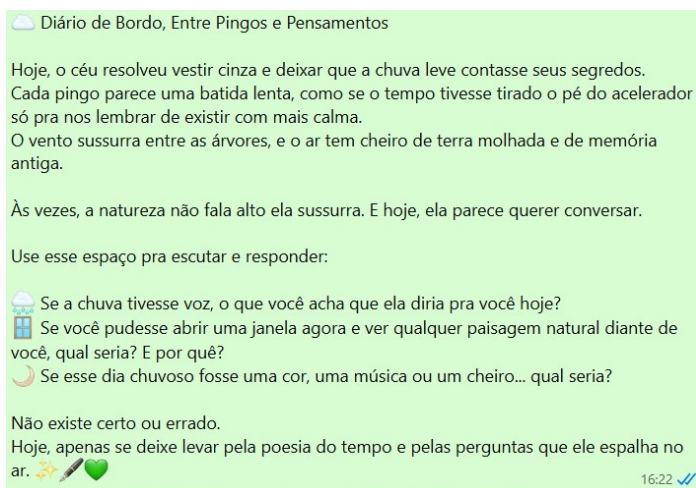 ☁️ Diário de Bordo, Entre Pingos e Pensamentos
Hoje, o céu resolveu vestir cinza e deixar que a chuva leve contasse seus segredos.
Cada pingo parece uma batida lenta, como se o tempo tivesse tirado o pé do acelerador
só pra nos lembrar de existir com mais calma.
O vento sussurra entre as árvores, e o ar tem cheiro de terra molhada e de memória
antiga.
Às vezes, a natureza não fala alto ela sussurra. E hoje, ela parece querer conversar.
Use esse espaço pra escutar e responder:
🌧️ Se a chuva tivesse voz, o que você acha que ela diria pra você hoje?
🪟 Se você pudesse abrir uma janela agora e ver qualquer paisagem natural diante de
você, qual seria? E por quê?
🌙 Se esse dia chuvoso fosse uma cor, uma música ou um cheiro... qual seria?
Não existe certo ou errado.
Hoje, apenas se deixe levar pela poesia do tempo e pelas perguntas que ele espalha no
ar. ✨🖋️💚
16:22